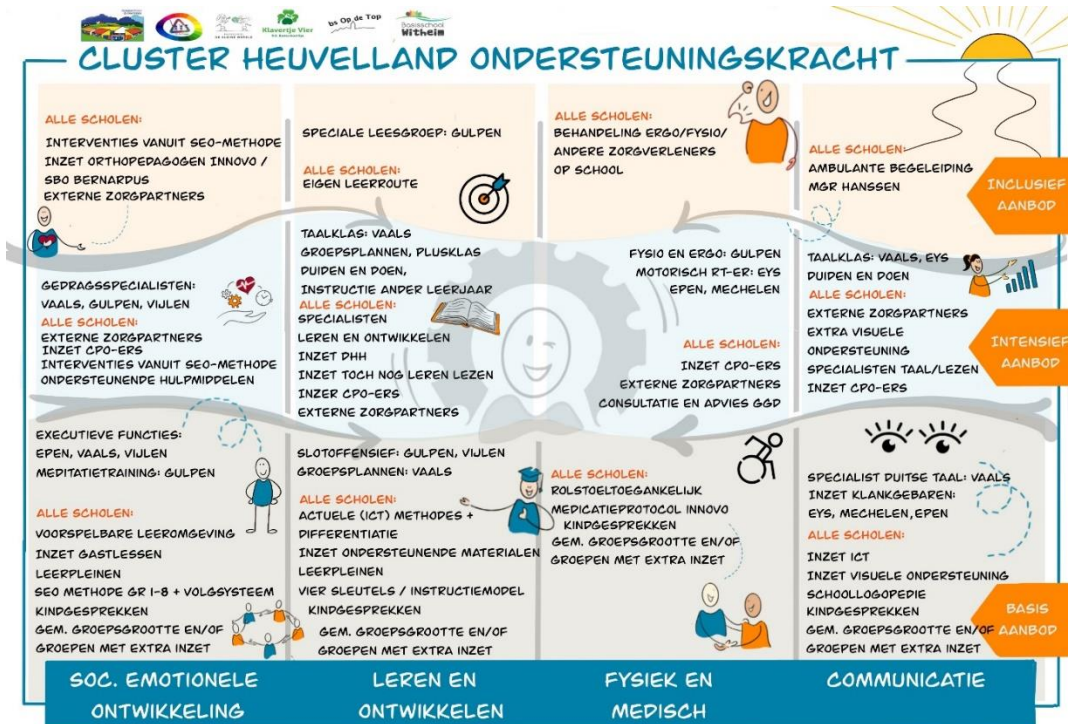 Klavertje Vier
bs Op de Top
Basisschool
Witheim
CLUSTER HEUVELLAND ONDERSTEUNINGSKRACHT
ALLE SCHOLEN:
INTERVENTIES VANUIT SEO-METHODE
INZET ORTHOPEDAGOGEN INNOVO /
SBO BERNARDUS
EXTERNE ZORGPARTNERS
SPECIALE LEESGROEP: GULPEN
ALLE SCHOLEN:
EIGEN LEERROUTE
ALLE SCHOLEN:
BEHANDELING ERGO/FYSIO/
ANDERE ZORGVERLENERS
OP SCHOOL
ALLE SCHOLEN:
AMBULANTE BEGELEIDING
MGR HANSSEN
INCLUSIEF
AANBOD
GEDRAGSSPECIALISTEN:
VAALS, GULPEN, VIJLEN
ALLE SCHOLEN:
EXTERNE ZORGPARTNERS
INZET CPO-ERS
INTERVENTIES VANUIT SEO-METHODE
ONDERSTEUNENDE HULPMIDDELEN
TAALKLAS: VAALS
GROEPSPLANNEN, PLUSKLAS
DUIDEN EN DOEN,
INSTRUCTIE ANDER LEERJAAR
ALLE SCHOLEN:
SPECIALISTEN
LEREN EN ONTWIKKELEN
INZET DHH
INZET TOCH NOG LEREN LEZEN
INZER CPO-ERS
EXTERNE ZORGPARTNERS
FYSIO EN ERGO: GULPEN
MOTORISCH RT-ER: EYS
EPEN, MECHELEN
ALLE SCHOLEN:
INZET CPO-ERS
EXTERNE ZORGPARTNERS
CONSULTATIE EN ADVIES GGD
TAALKLAS: VAALS, EYS
DUIDEN EN DOEN
ALLE SCHOLEN:
EXTERNE ZORGPARTNERS
EXTRA VISUELE
ONDERSTEUNING
SPECIALISTEN TAAL/LEZEN
INZET CPO-ERS
INTENSIEF
AANBOD
EXECUTIEVE FUNCTIES:
EPEN, VAALS, VIJLEN
MEDITATIETRAINING: GULPEN
ALLE SCHOLEN:
VOORSPELBARE LEEROMGEVING
INZET GASTLESSEN
LEERPLEINEN
SEO METHODE GR 1-8 + VOLGSYSTEEM
KINDGESPREKKEN
GEM. GROEPSGROOTTE EN/OF
GROEPEN MET EXTRA INZET
SLOTOFFENSIEF: GULPEN, VIJLEN
GROEPSPLANNEN: VAALS
ALLE SCHOLEN:
ACTUELE (ICT) METHODES +
DIFFERENTIATIE
INZET ONDERSTEUNENDE MATERIALEN
LEERPLEINEN
VIER SLEUTELS / INSTRUCTIEMODEL
KINDGESPREKKEN
GEM. GROEPSGROOTTE EN/OF
GROEPEN MET EXTRA INZET
ALLE SCHOLEN:
ROLSTOELTOEGANKELIJK
MEDICATIEPROTOCOL INNOVO
KINDGESPREKKEN
GEM. GROEPSGROOTTE EN/OF
GROEPEN MET EXTRA INZET
SPECIALIST DUITSE TAAL: VAALS
INZET KLANKGEBAREN:
EYS, MECHELEN, EPEN
ALLE SCHOLEN:
INZET ICT
INZET VISUELE ONDERSTEUNING
SCHOOLLOGOPEDIE
KINDGESPREKKEN
GEM. GROEPSGROOTTE EN/OF
GROEPEN MET EXTRA INZET
BASIS
AANBOD
SOC. EMOTIONELE
ONTWIKKELING
LEREN EN
ONTWIKKELEN
FYSIEK EN
MEDISCH
COMMUNICATIE